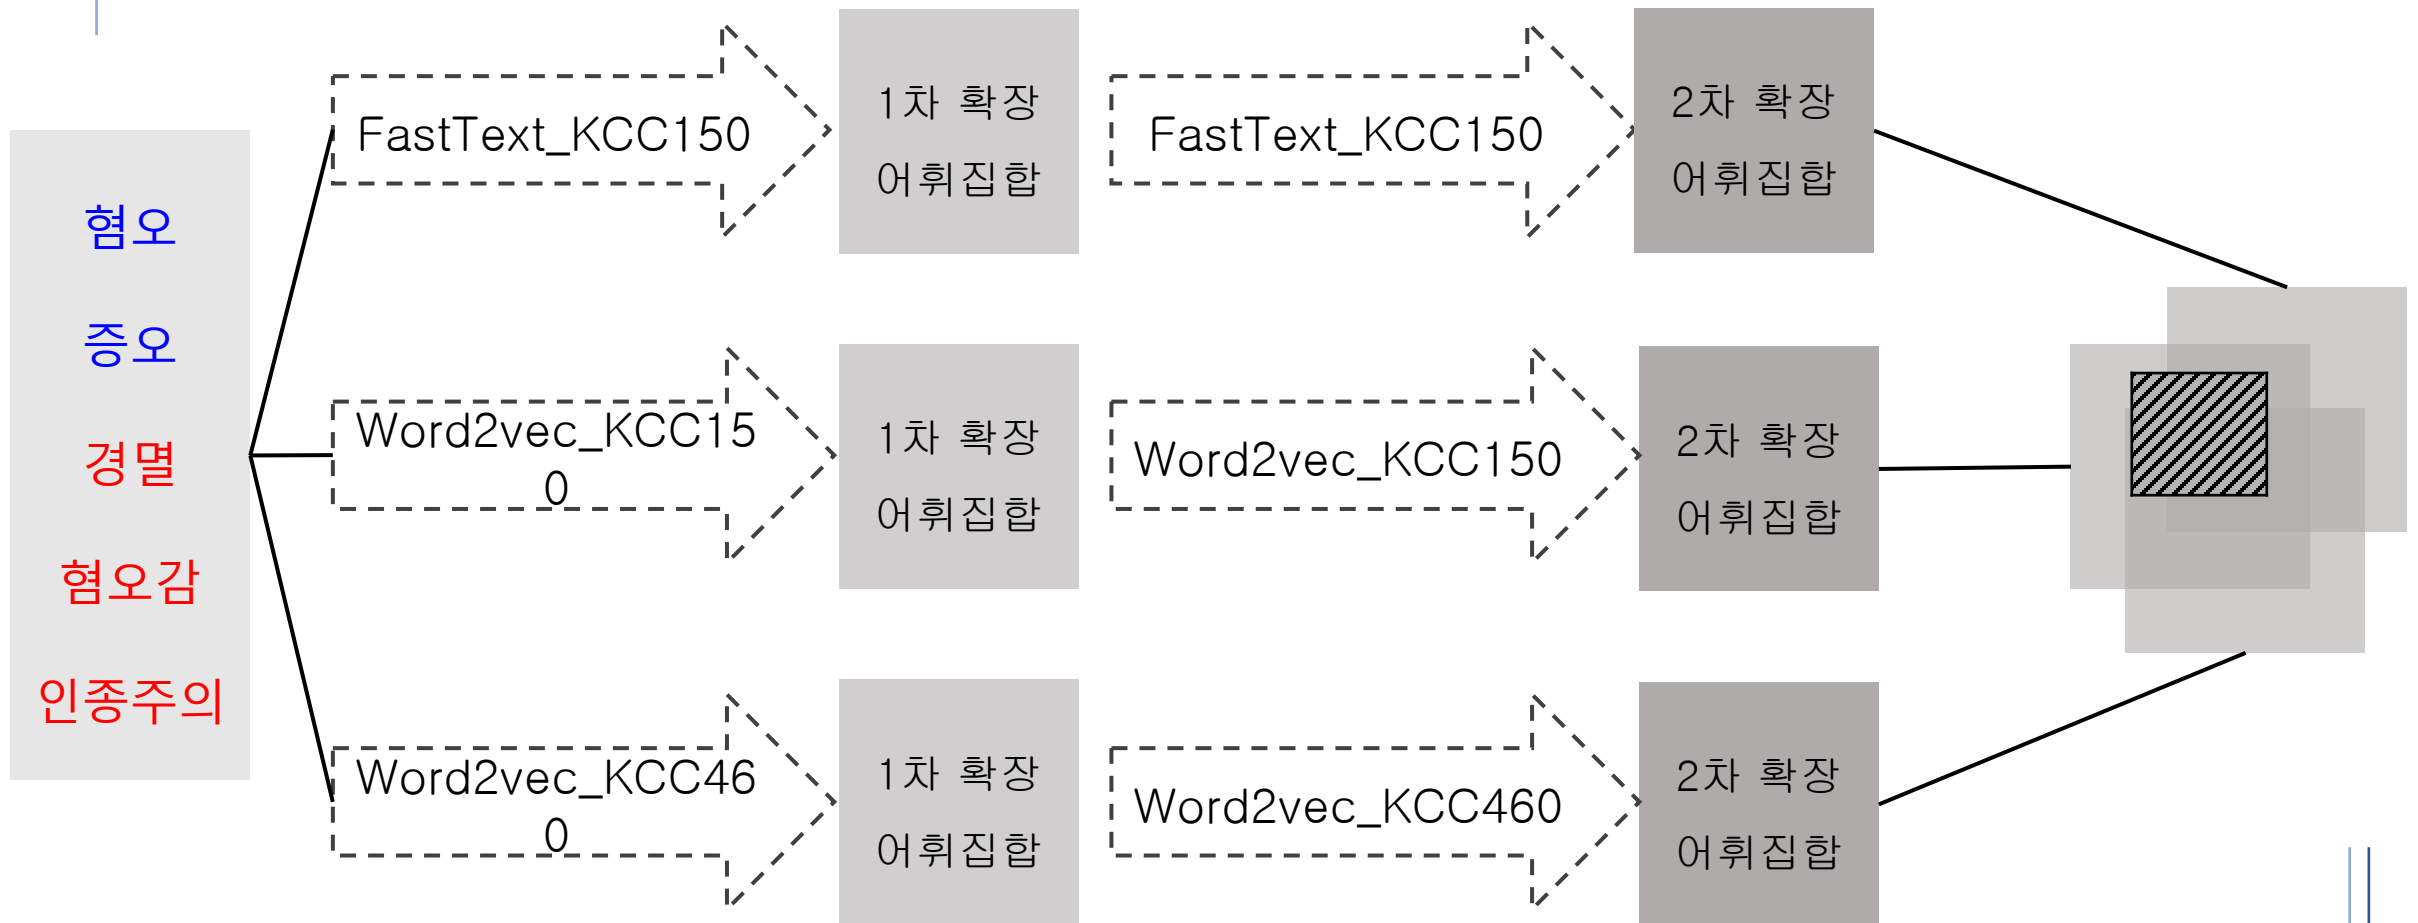 혐오
증오
경멸
혐오감
인종주의
FastText_KCC150
1차 확장
어휘집합
FastText_KCC150
2차 확장
어휘집합
Word2vec_KCC15
0
1차 확장
어휘집합
Word2vec_KCC150
2차 확장
어휘집합
Word2vec_KCC46
0
1차 확장
어휘집합
Word2vec_KCC460
2차 확장
어휘집합